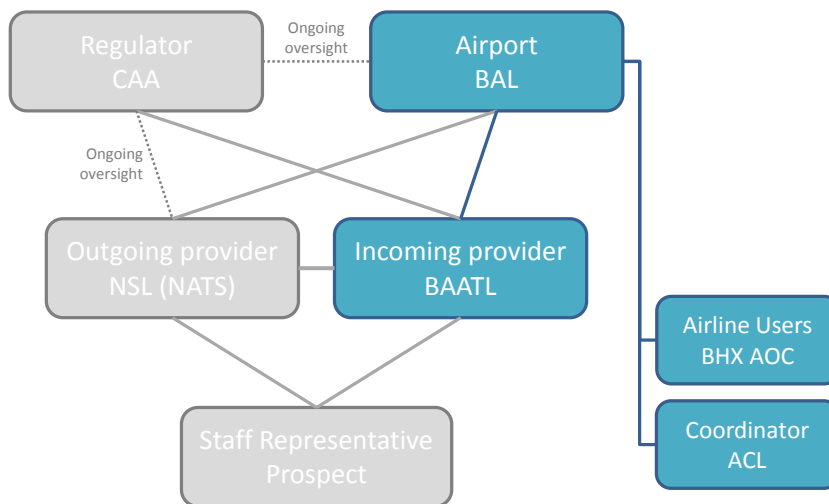 Regulator
CAA
Ongoing
oversight
Airport
BAL
Ongoing
oversight
Outgoing provider
NSL (NATS)
Incoming provider
BAATL
Airline Users
BHX AOC
Staff Representative
Prospect
Coordinator
ACL